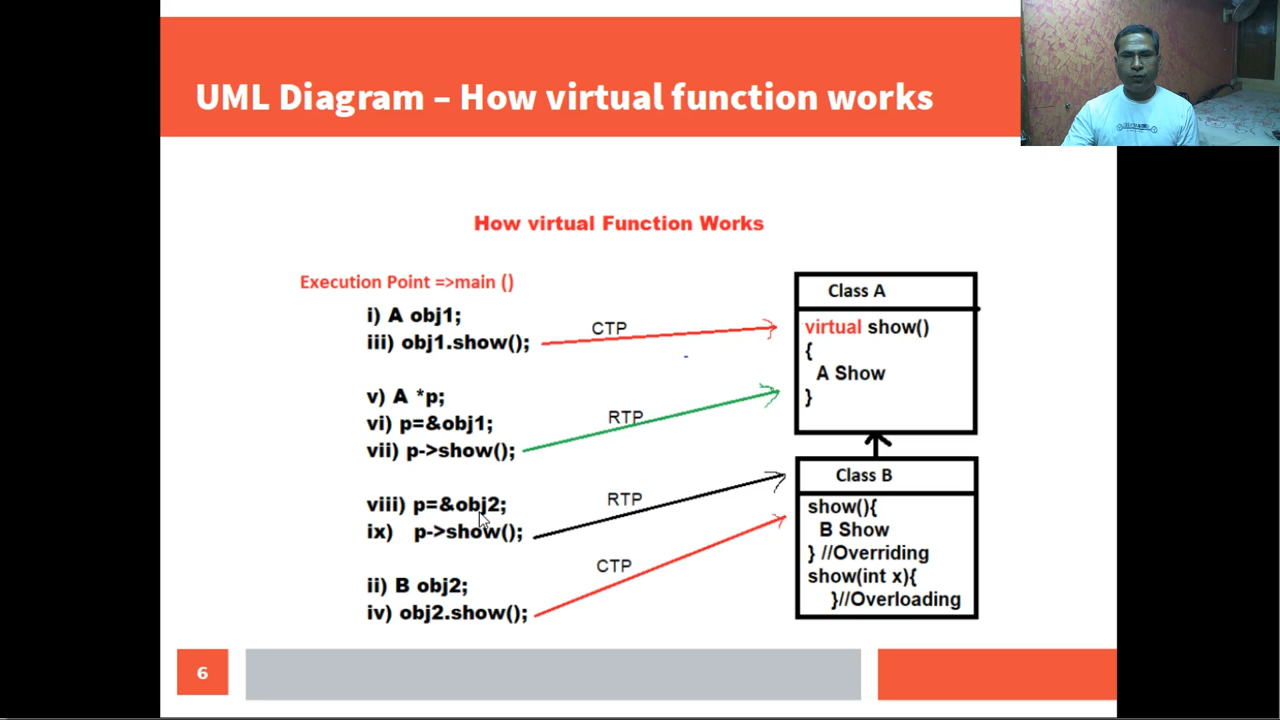 UML Diagram – How virtual function works
How virtual Function Works
Execution Point =>main ()
i) A obj1;
iii) obj1.show();
CTP
v) A *p;
vi) p=&obj1;
vii) p->show();
RTP
viii) p=&obj2;
ix) p->show();
RTP
ii) B obj2;
iv) obj2.show();
CTP
Class A
virtual show()
{
A Show
}
Class B
show(){
B Show
} //Overriding
show(int x){
}//Overloading
6